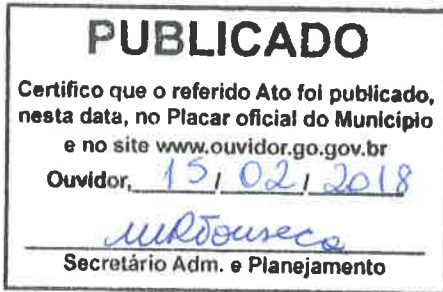 PUBLICADO
Certifico que o referido Ato foi publicado,
nesta data, no Placar oficial do Município
e no site www.ouvidor.go.gov.br
Ouvidor, 15 / 02 / 2018
Secretário Adm. e Planejamento